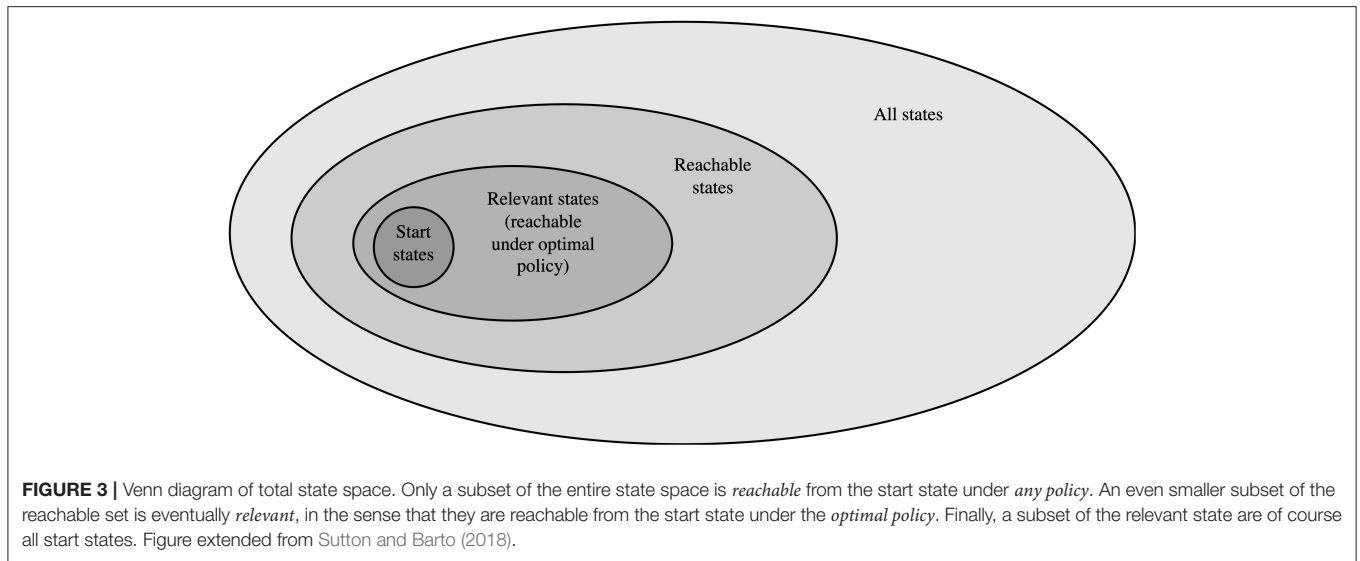 All states
Reachable
states
Relevant states
(reachable
under optimal
policy)
Start
states
FIGURE 3 | Venn diagram of total state space. Only a subset of the entire state space is reachable from the start state under any policy. An even smaller subset of the
reachable set is eventually relevant, in the sense that they are reachable from the start state under the optimal policy. Finally, a subset of the relevant state are of course
all start states. Figure extended from Sutton and Barto (2018).